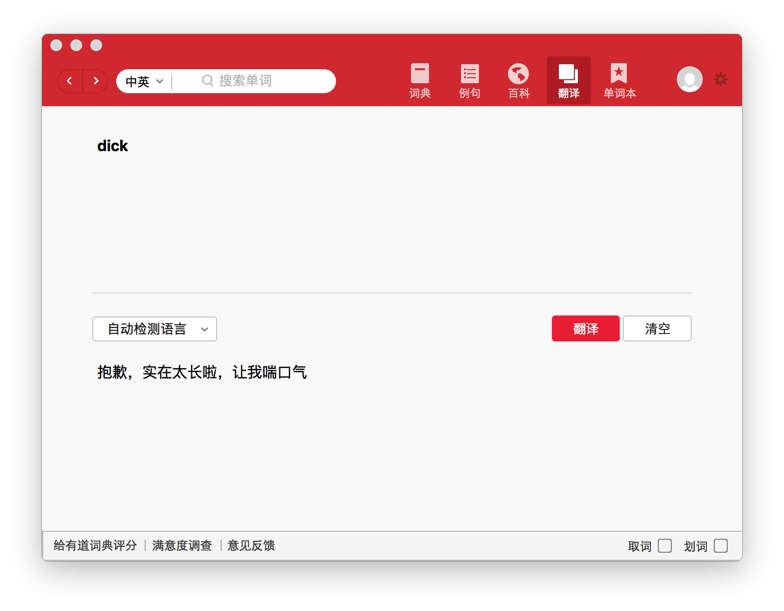 中英
搜索单词
词典
例句
百科
翻译
单词本
dick
自动检测语言
翻译
清空
抱歉，实在太长啦，让我喘口气
给有道词典评分 | 满意度调查 | 意见反馈
取词
划词